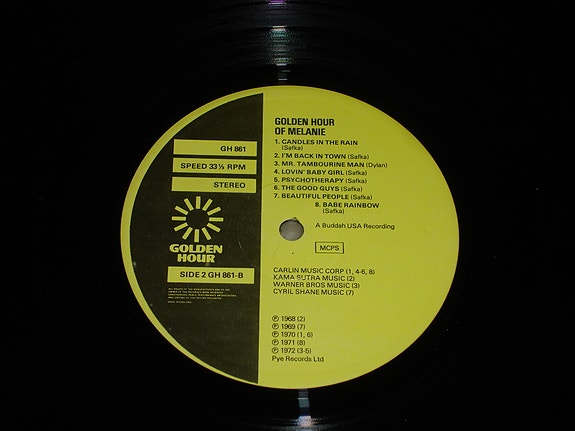 GOLDEN HOUR
OF MELANIE
1. CANDLES IN THE RAIN
(Safka)
2. I'M BACK IN TOWN (Safka)
3. MR. TAMBOURINE MAN (Dylan)
4. LOVIN' BABY GIRL (Safka)
5. PSYCHOTHERAPY (Safka)
6. THE GOOD GUYS (Safka)
7. BEAUTIFUL PEOPLE (Safka)
8. BABE RAINBOW
(Safka)
A Buddah USA Recording
MCPS
CARLIN MUSIC CORP (1, 4-6, 8)
KAMA SUTRA MUSIC (2)
WARNER BROS MUSIC (3)
CYRIL SHANE MUSIC (7)
℗ 1968 (2)
℗ 1969 (7)
℗ 1970 (1, 6)
℗ 1971 (8)
℗ 1972 (3-5)
Pye Records Ltd
GH 861
SPEED 33⅓ RPM
STEREO
GOLDEN
HOUR
SIDE 2 GH 861-B